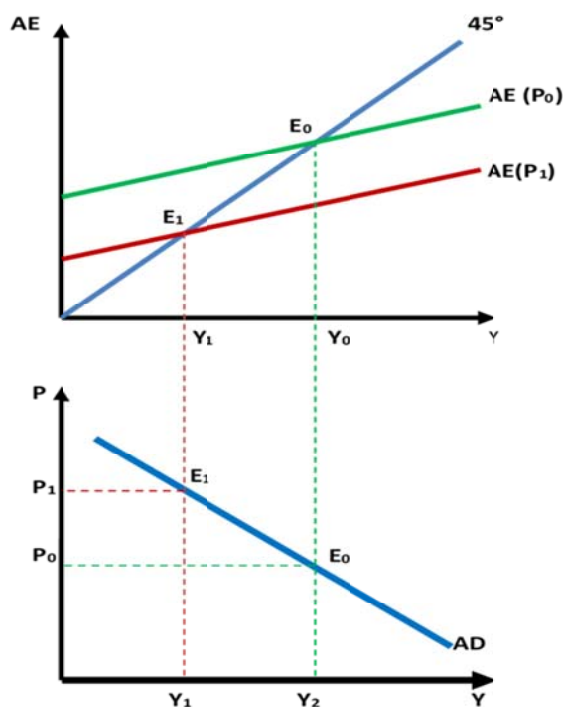 AE
45°
AE (P₀)
E₀
AE(P₁)
E₁
Y₁
Y₀
Y
P
P₁
E₁
P₀
E₀
AD
Y₁
Y₂
Y